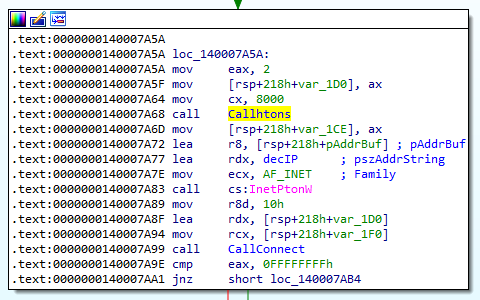 .text:0000000140007A5A
.text:0000000140007A5A loc_140007A5A:
.text:0000000140007A5A mov eax, 2
.text:0000000140007A5F mov [rsp+218h+var_1D0], ax
.text:0000000140007A64 mov cx, 8000
.text:0000000140007A68 call Callhtons
.text:0000000140007A6D mov [rsp+218h+var_1CE], ax
.text:0000000140007A72 lea r8, [rsp+218h+pAddrBuf] ; pAddrBuf
.text:0000000140007A77 lea rdx, decIP ; pszAddrString
.text:0000000140007A7E mov ecx, AF_INET ; Family
.text:0000000140007A83 call cs:InetPtonW
.text:0000000140007A89 mov r8d, 10h
.text:0000000140007A8F lea rdx, [rsp+218h+var_1D0]
.text:0000000140007A94 mov rcx, [rsp+218h+var_1F0]
.text:0000000140007A99 call CallConnect
.text:0000000140007A9E cmp eax, 0FFFFFFFFh
.text:0000000140007AA1 jnz short loc_140007AB4